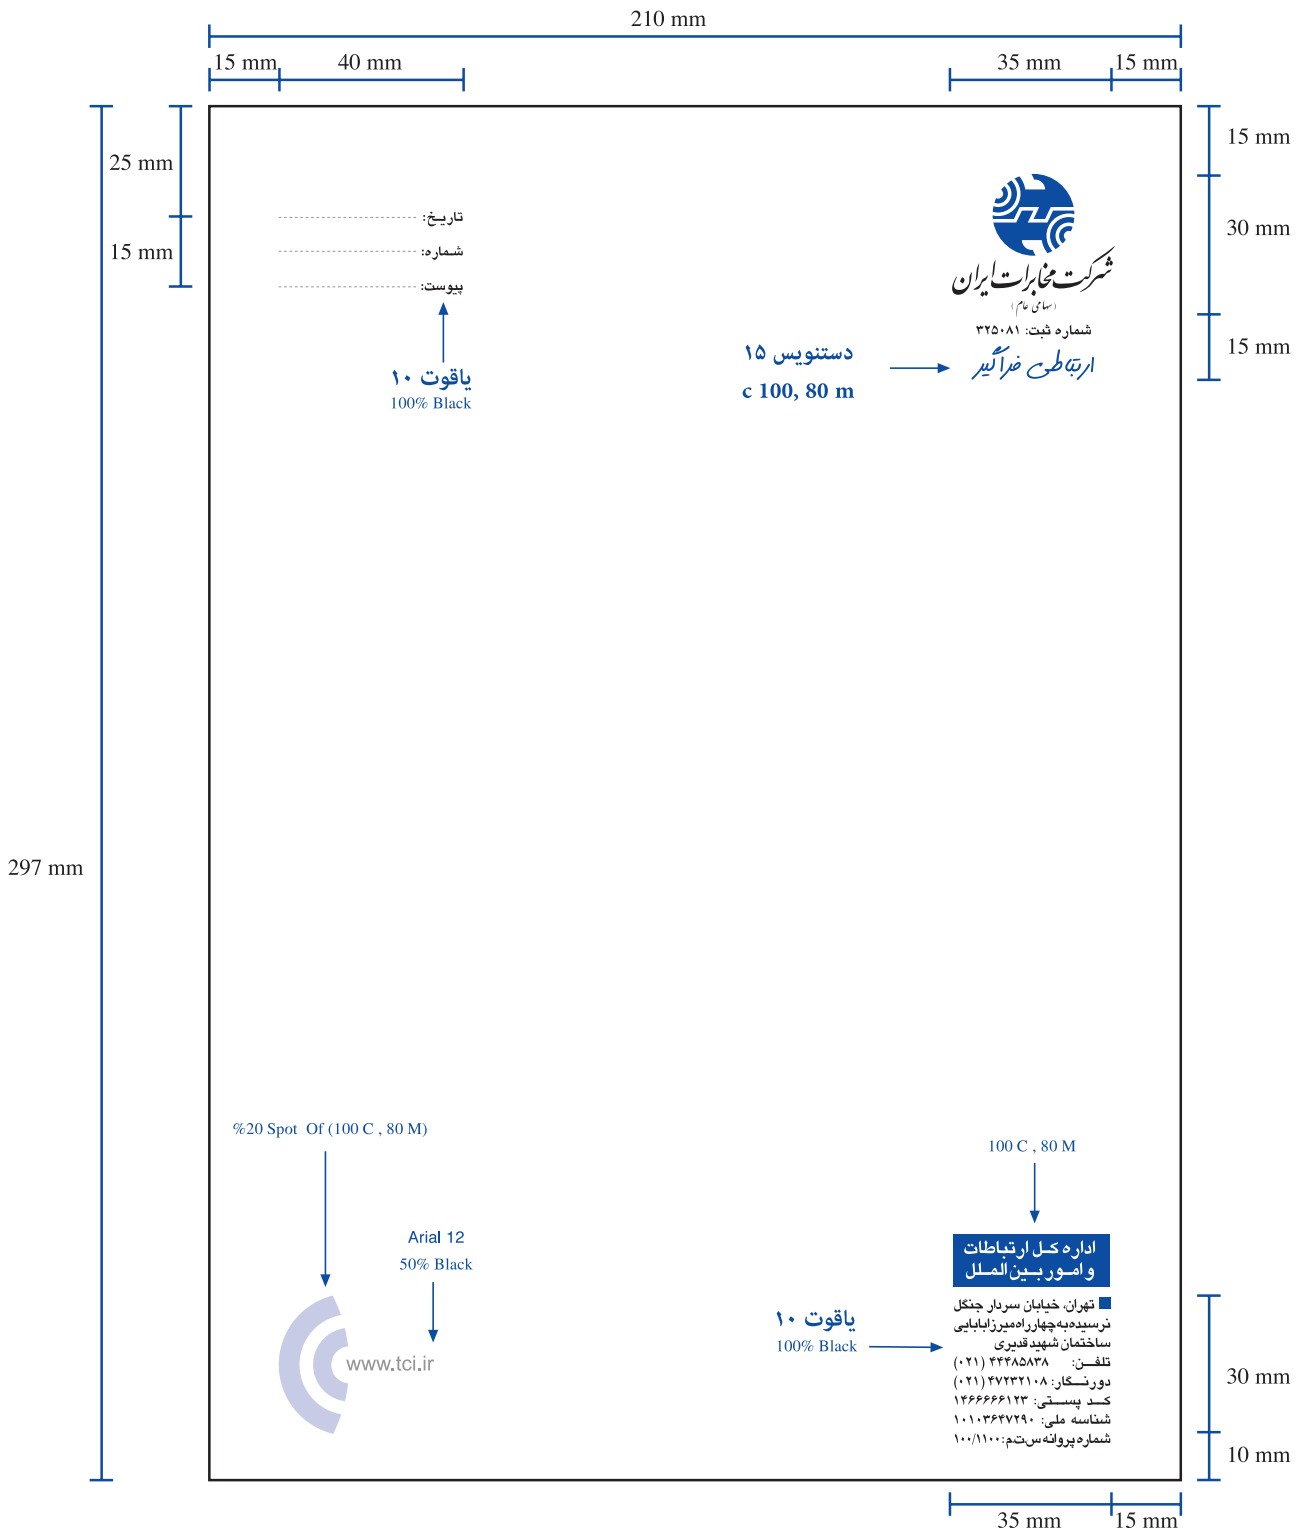 210 mm
15 mm
40 mm
35 mm
15 mm
25 mm
15 mm
15 mm
30 mm
15 mm
297 mm
تاریخ:
شماره:
پیوست:
یاقوت ۱۰
100% Black
شرکت مخابرات ایران
(سهامی عام)
شماره ثبت: ۳۲۵۰۸۱
ارتباطی فراگیر
دستنویس ۱۵
c 100, 80 m
%20 Spot Of (100 C , 80 M)
Arial 12
50% Black
www.tci.ir
100 C , 80 M
اداره کل ارتباطات
و امور بین الملل
تهران، خیابان سردار جنگل
نرسیده به چهارراه میرزابابایی
ساختمان شهید قدیری
تلفن: ۴۴۴۸۵۸۳۸ (۰۲۱)
دورنگار: ۴۷۲۳۲۱۰۸ (۰۲۱)
کد پستی: ۱۴۶۶۶۶۶۱۲۳
شناسه ملی: ۱۰۱۰۳۶۴۷۲۹۰
شماره پروانه س.ت.م: ۱۰۰/۱۱۰۰
یاقوت ۱۰
100% Black
30 mm
10 mm
35 mm
15 mm